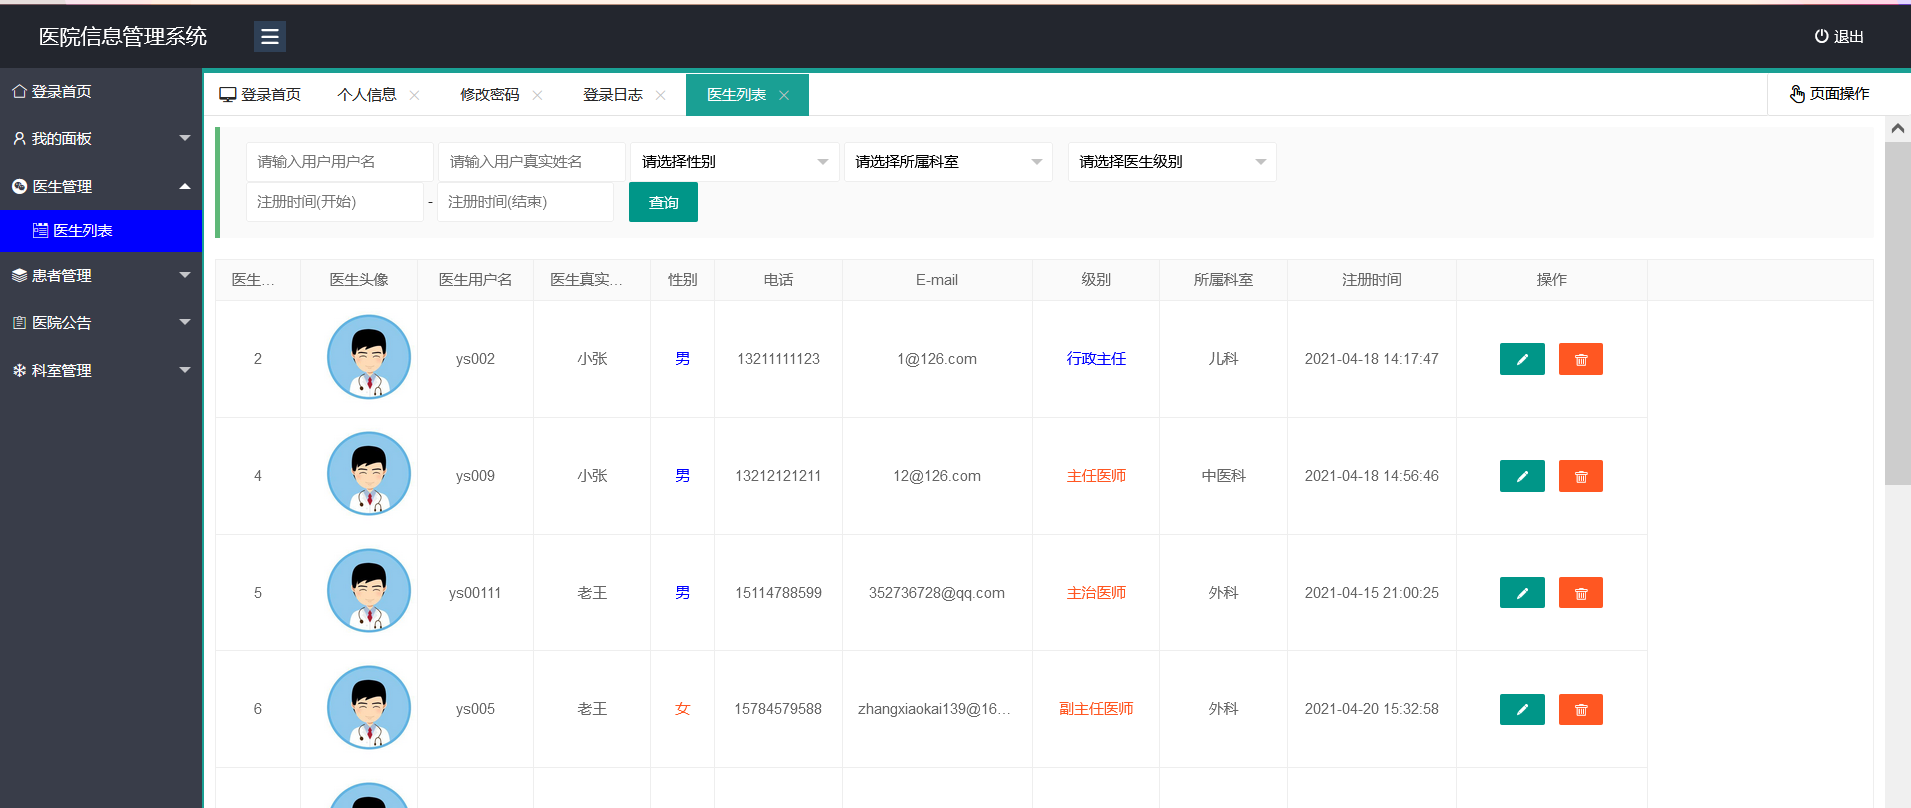 医院信息管理系统
退出
登录首页
我的面板
医生管理
医生列表
患者管理
医院公告
科室管理
登录首页 个人信息 修改密码 登录日志 医生列表 页面操作
请输入用户用户名 请输入用户真实姓名 请选择性别 请选择所属科室 请选择医生级别
注册时间(开始) - 注册时间(结束) 查询
医生... 医生头像 医生用户名 医生真实... 性别 电话 E-mail 级别 所属科室 注册时间 操作
2 ys002 小张 男 13211111123 1@126.com 行政主任 儿科 2021-04-18 14:17:47
4 ys009 小张 男 13212121211 12@126.com 主任医师 中医科 2021-04-18 14:56:46
5 ys00111 老王 男 15114788599 352736728@qq.com 主治医师 外科 2021-04-15 21:00:25
6 ys005 老王 女 15784579588 zhangxiaokai139@16... 副主任医师 外科 2021-04-20 15:32:58